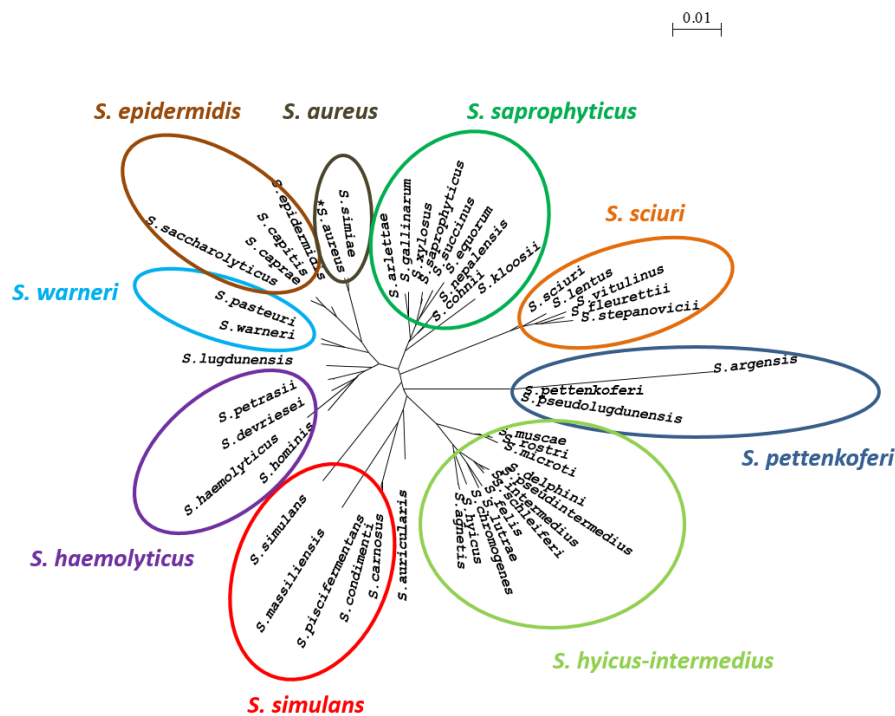 0.01
S. epidermidis
S. aureus
S. saprophyticus
S.epidermidis
S.capitis
S.caprae
S.saccharolyticus
S.simiae
*S.aureus
S.arlettae
S.gallinarum
S.xylosus
S.saprophyticus
S.succinus
S.equorum
S.nepalensis
S.cohnii
S.kloosii
S. sciuri
S.sciuri
S.lentus
S.vitulinus
S.fleurettii
S.stepanovicii
S. warneri
S.pasteuri
S.warneri
S.lugdunensis
S.argensis
S.pettenkoferi
S.pseudolugdunensis
S. pettenkoferi
S.petrasii
S.devriesei
S.haemolyticus
S.hominis
S. haemolyticus
S.muscae
S.rostri
S.microti
S.delphini
S.pseudintermedius
S.intermedius
S.schleiferi
S.felis
S.lutrae
S.chromogenes
S.hyicus
S.agnetis
S. hyicus-intermedius
S.simulans
S.massiliensis
S.piscifermentans
S.condimenti
S.carnosus
S.auricularis
S. simulans